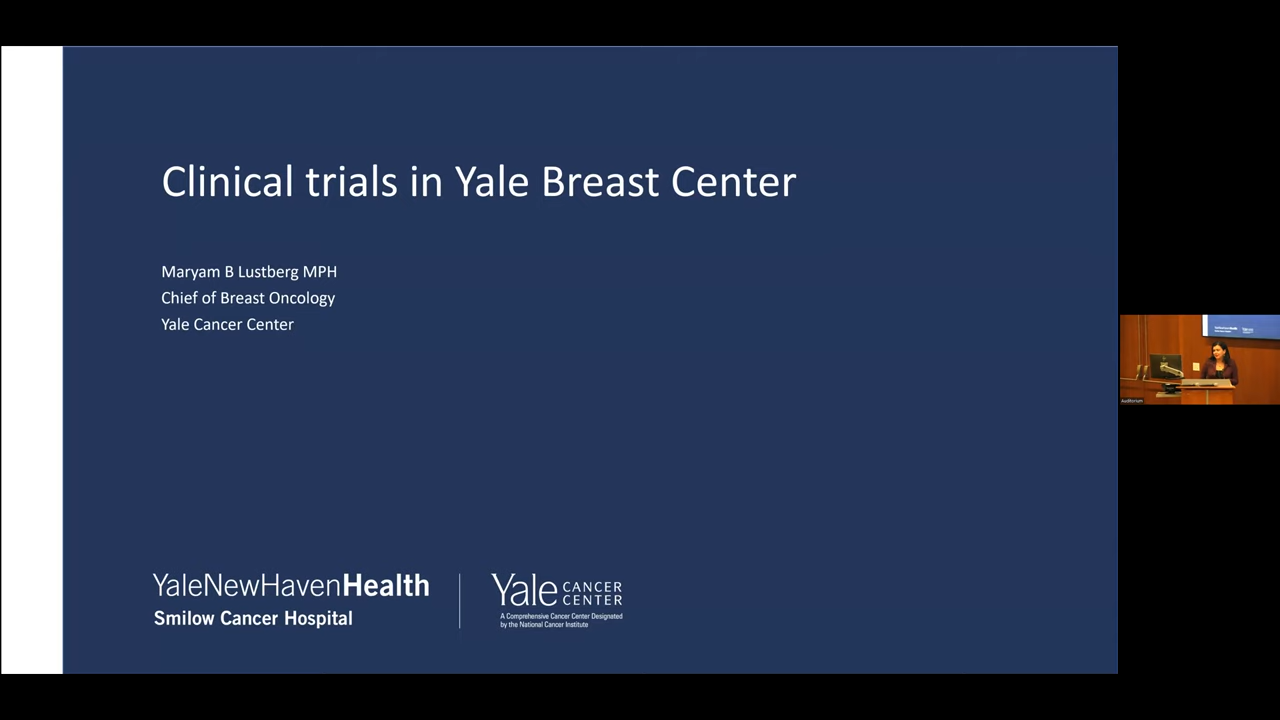 Clinical trials in Yale Breast Center
Maryam B Lustberg MPH
Chief of Breast Oncology
Yale Cancer Center
YaleNewHavenHealth
Smilow Cancer Hospital
Yale CANCER CENTER
A Comprehensive Cancer Center Designated
by the National Cancer Institute
Auditorium